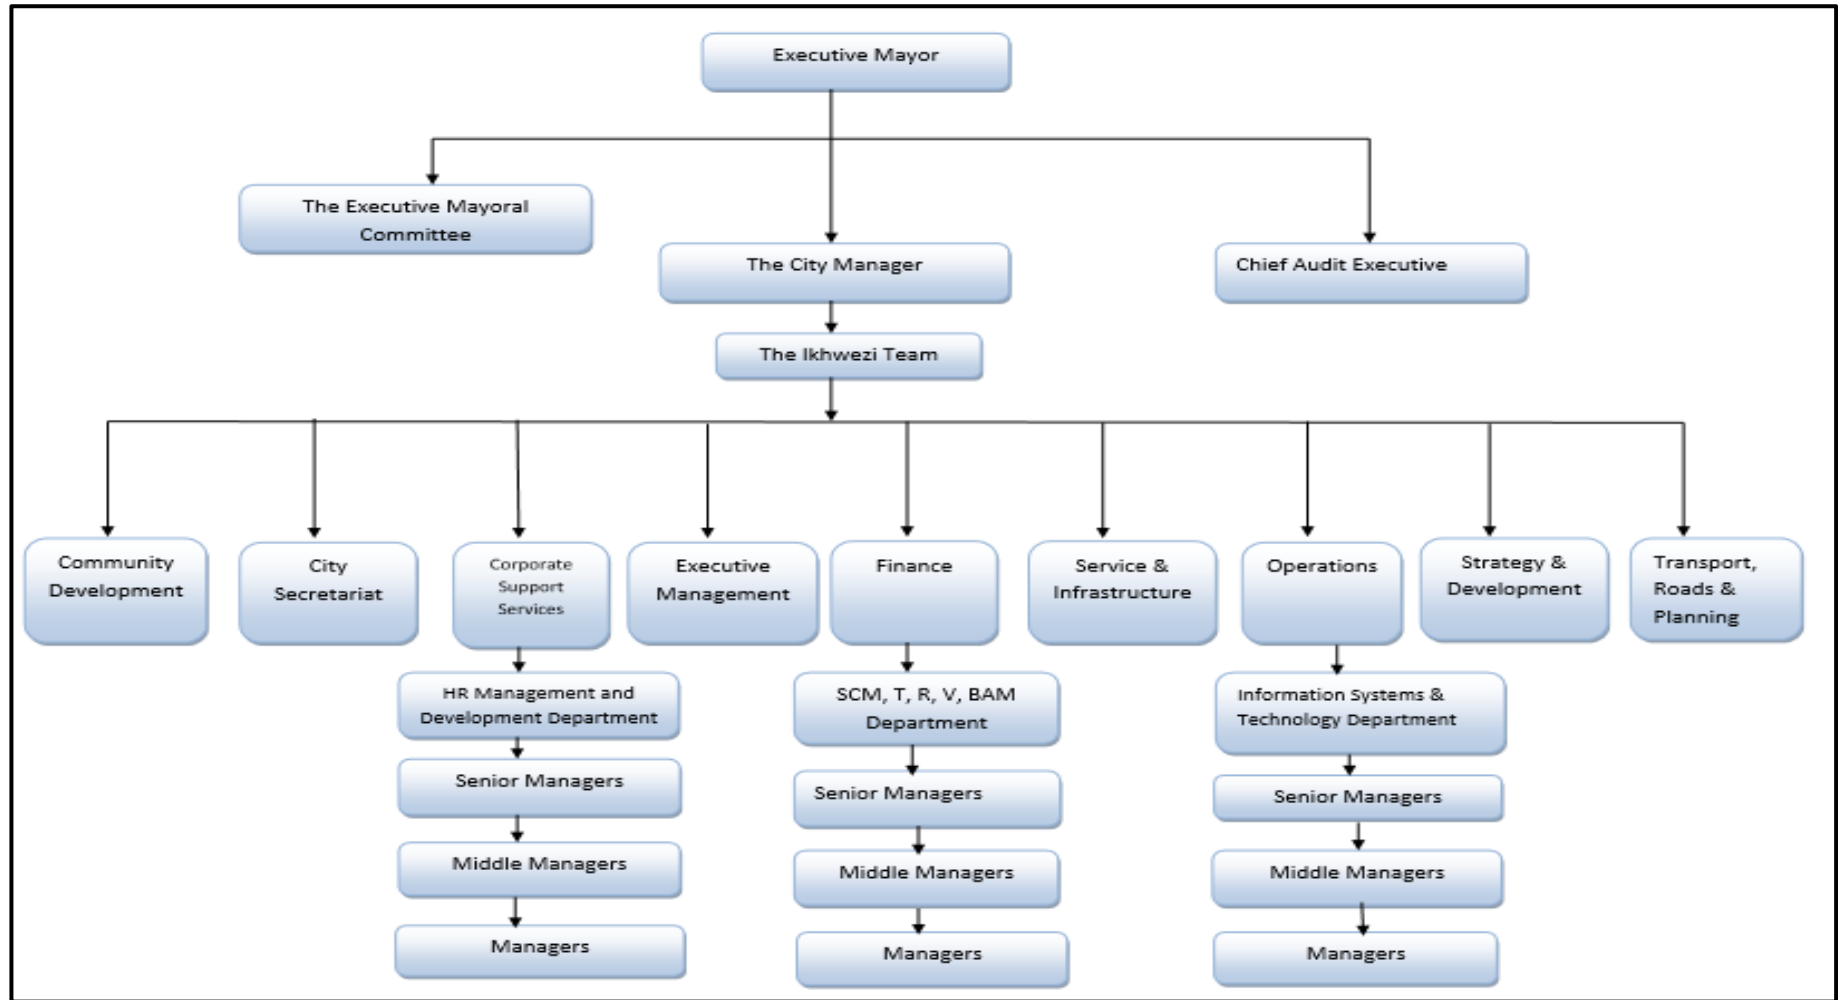 Executive Mayor
The Executive Mayoral
Committee
The City Manager
Chief Audit Executive
The Ikhwezi Team
Community
Development
City
Secretariat
Corporate
Support
Services
Executive
Management
Finance
Service &
Infrastructure
Operations
Strategy &
Development
Transport,
Roads &
Planning
HR Management and
Development Department
SCM, T, R, V, BAM
Department
Information Systems &
Technology Department
Senior Managers
Senior Managers
Senior Managers
Middle Managers
Middle Managers
Middle Managers
Managers
Managers
Managers